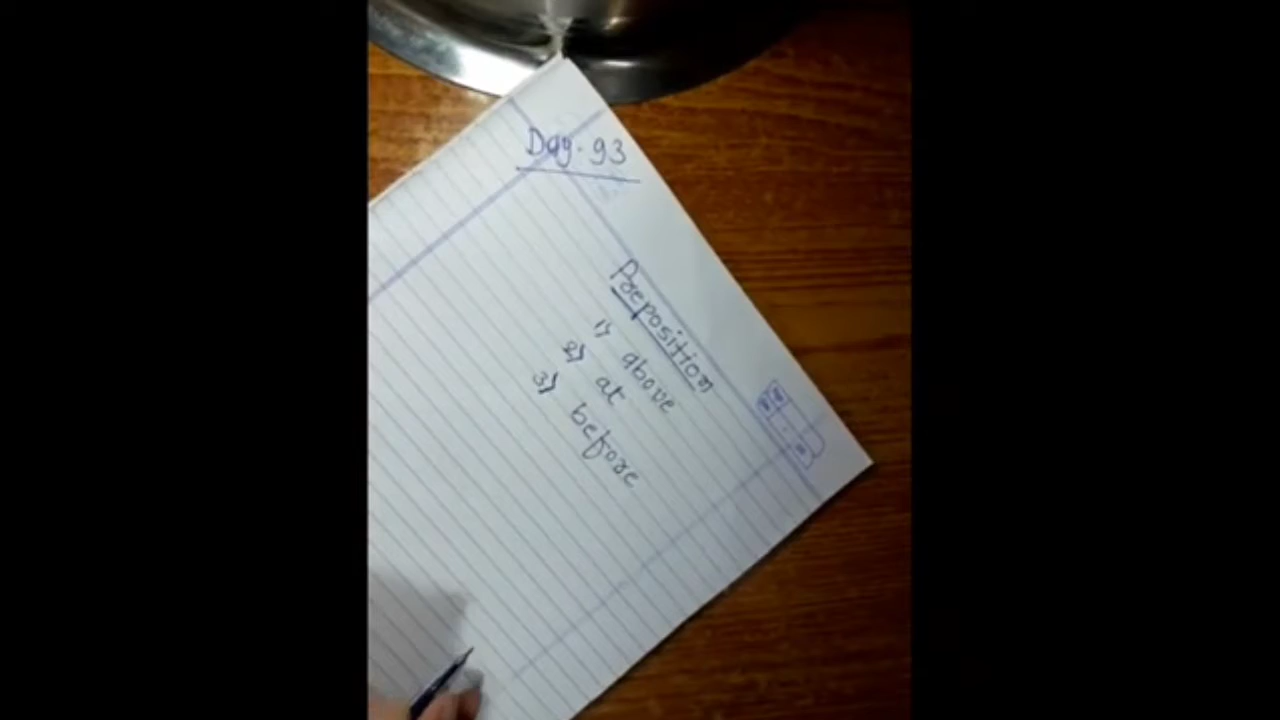 Day. 93
Preposition
1) above
2) at
3) before